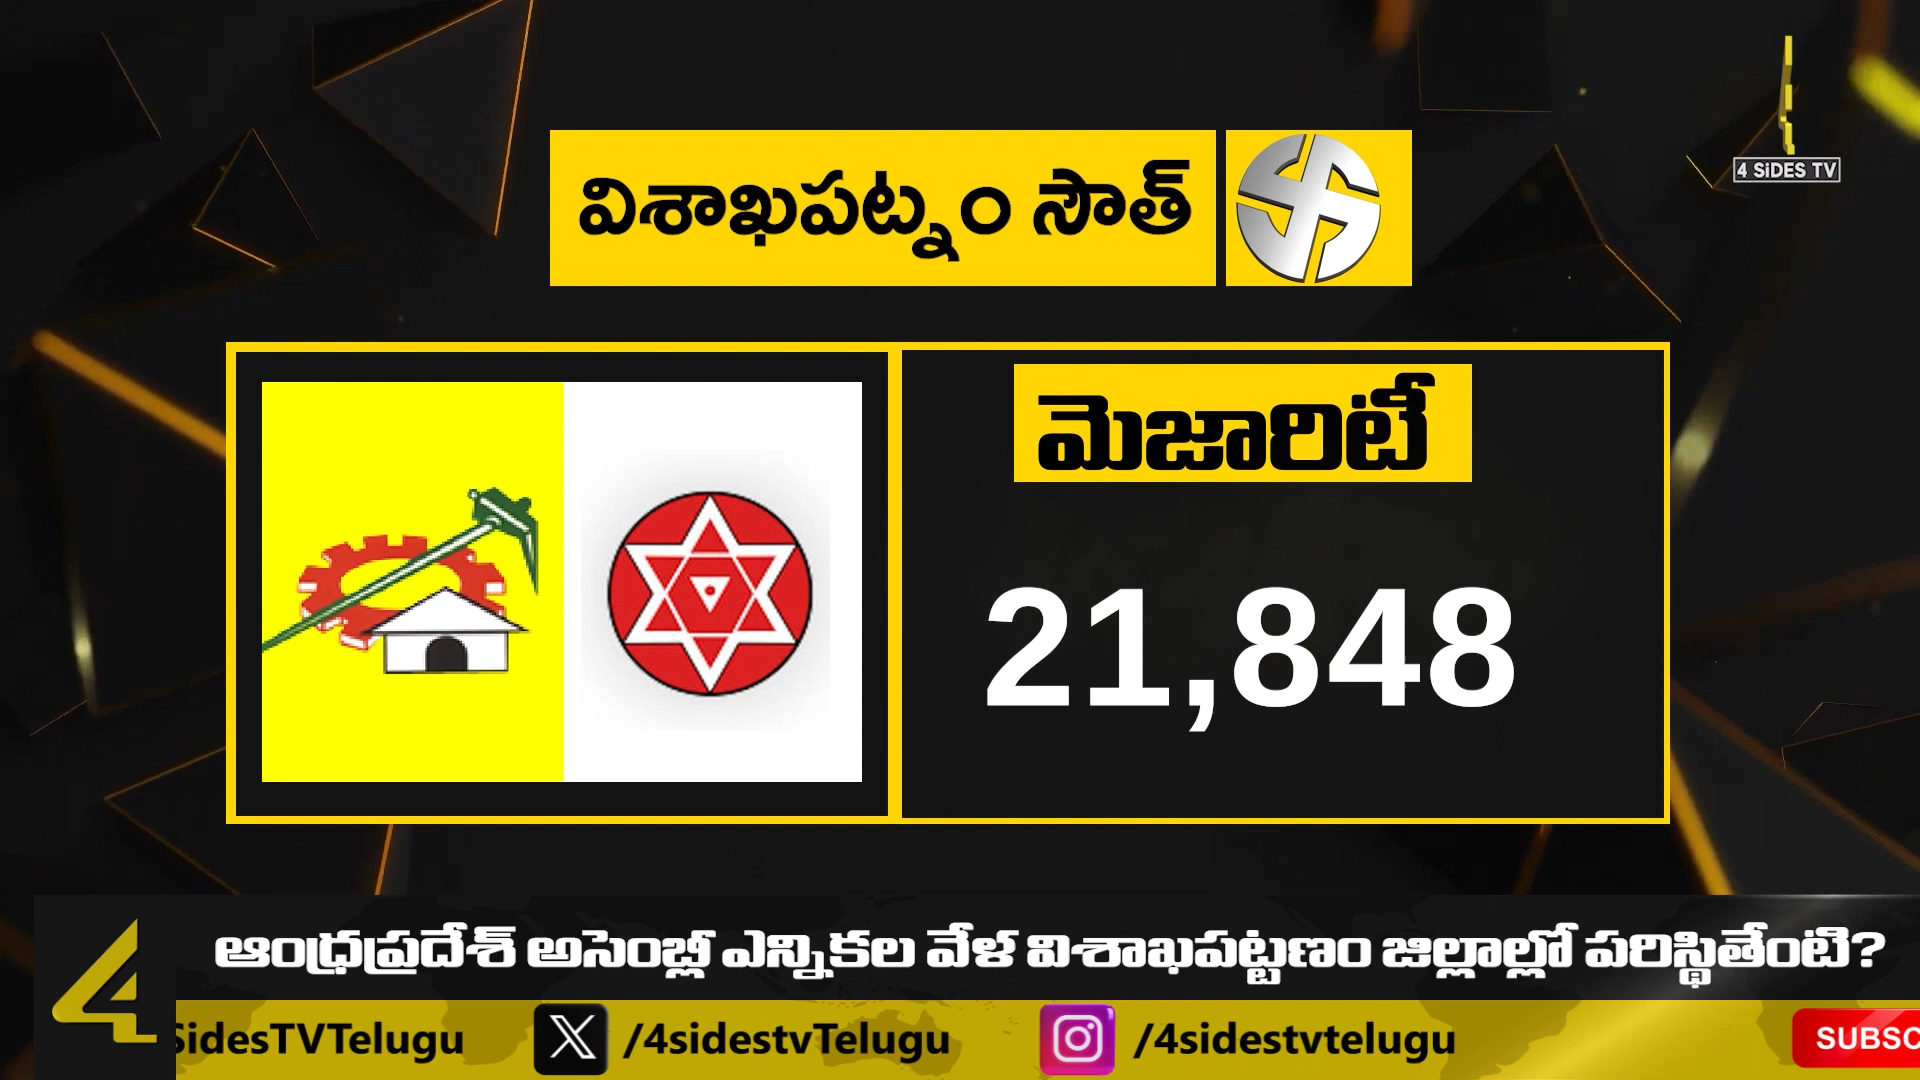 4 SiDES TV
విశాఖపట్నం సౌత్
మెజారిటీ
21,848
ఆంధ్రప్రదేశ్ అసెంబ్లీ ఎన్నికల వేళ విశాఖపట్టణం జిల్లాల్లో పరిస్థితేంటి?
SidesTVTelugu /4sidestvTelugu /4sidestvtelugu SUBSC